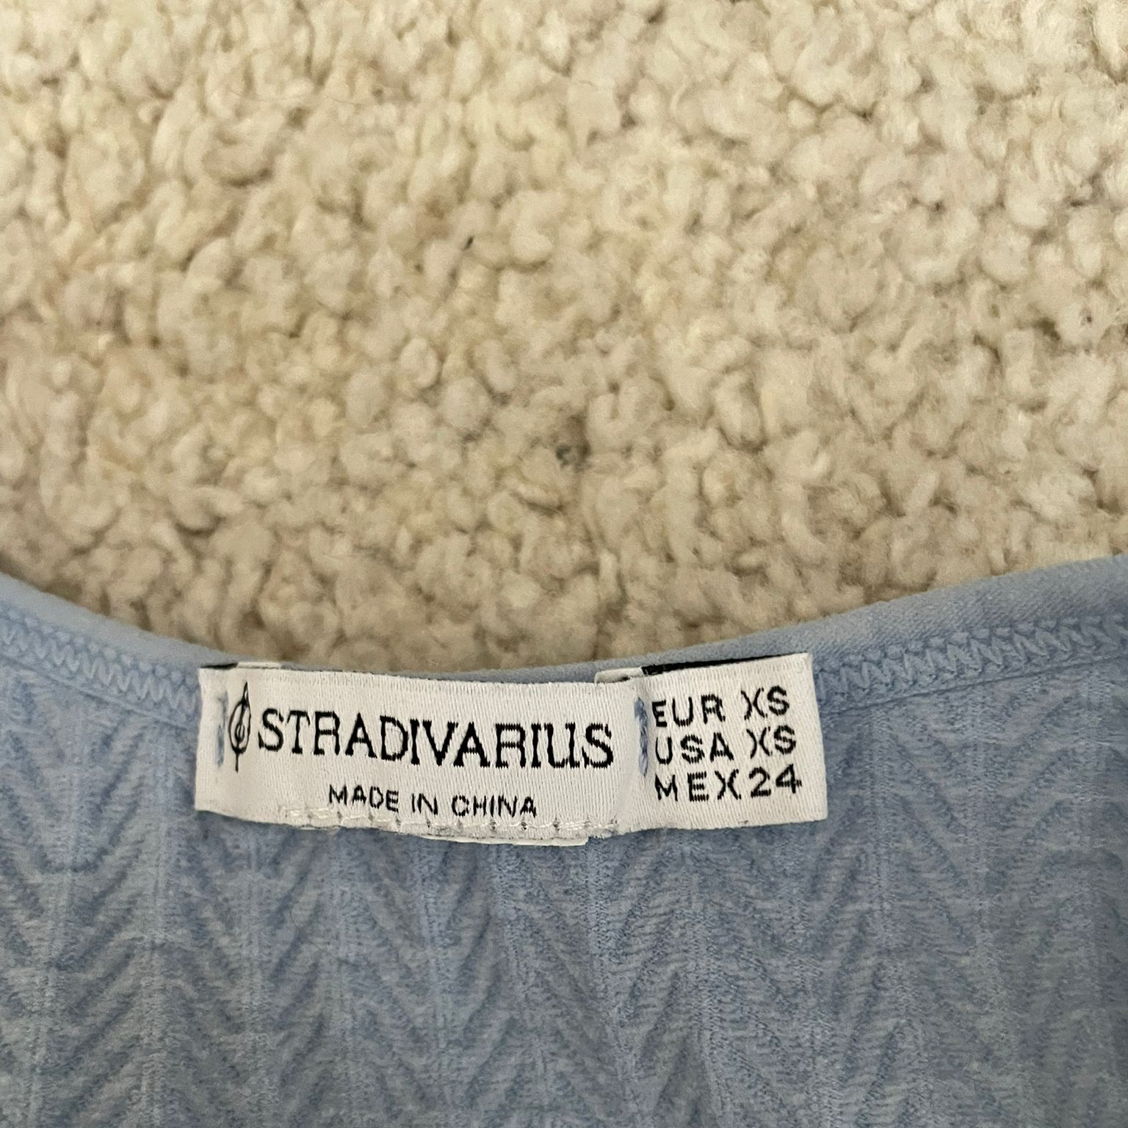 STRADIVARIUS
MADE IN CHINA
EUR XS
USA XS
MEX 24